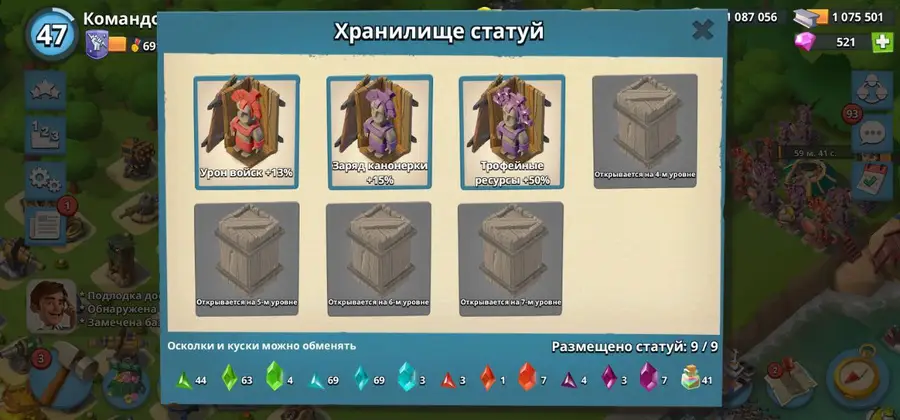 47
Командо
69
Хранилище статуй
1 087 056
1 075 501
521
93
59 м. 41 с.
Урон войск +13%
Заряд канонерки
+15%
Трофейные
ресурсы +50%
Открывается на 4-м уровне
Открывается на 5-м уровне
Открывается на 6-м уровне
Открывается на 7-м уровне
123
1
Подлодка до
Обнаружена
Замечена ба
Осколки и куски можно обменять
Размещено статуй: 9 / 9
44
63
4
69
69
3
3
1
7
4
3
7
41
3